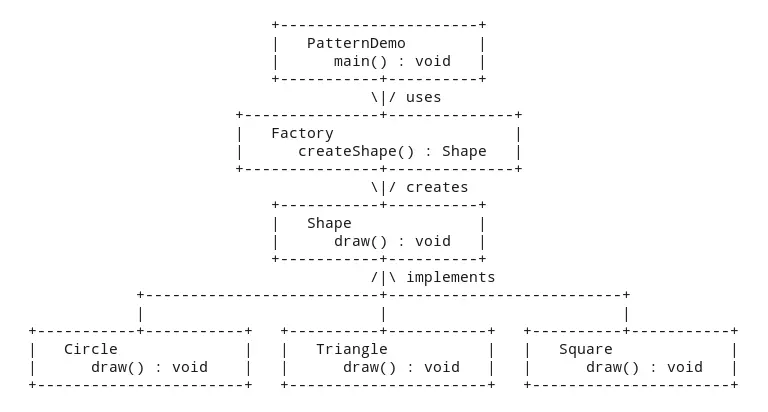 PatternDemo
main() : void
uses
Factory
createShape() : Shape
creates
Shape
draw() : void
implements
Circle Triangle Square
draw() : void draw() : void draw() : void